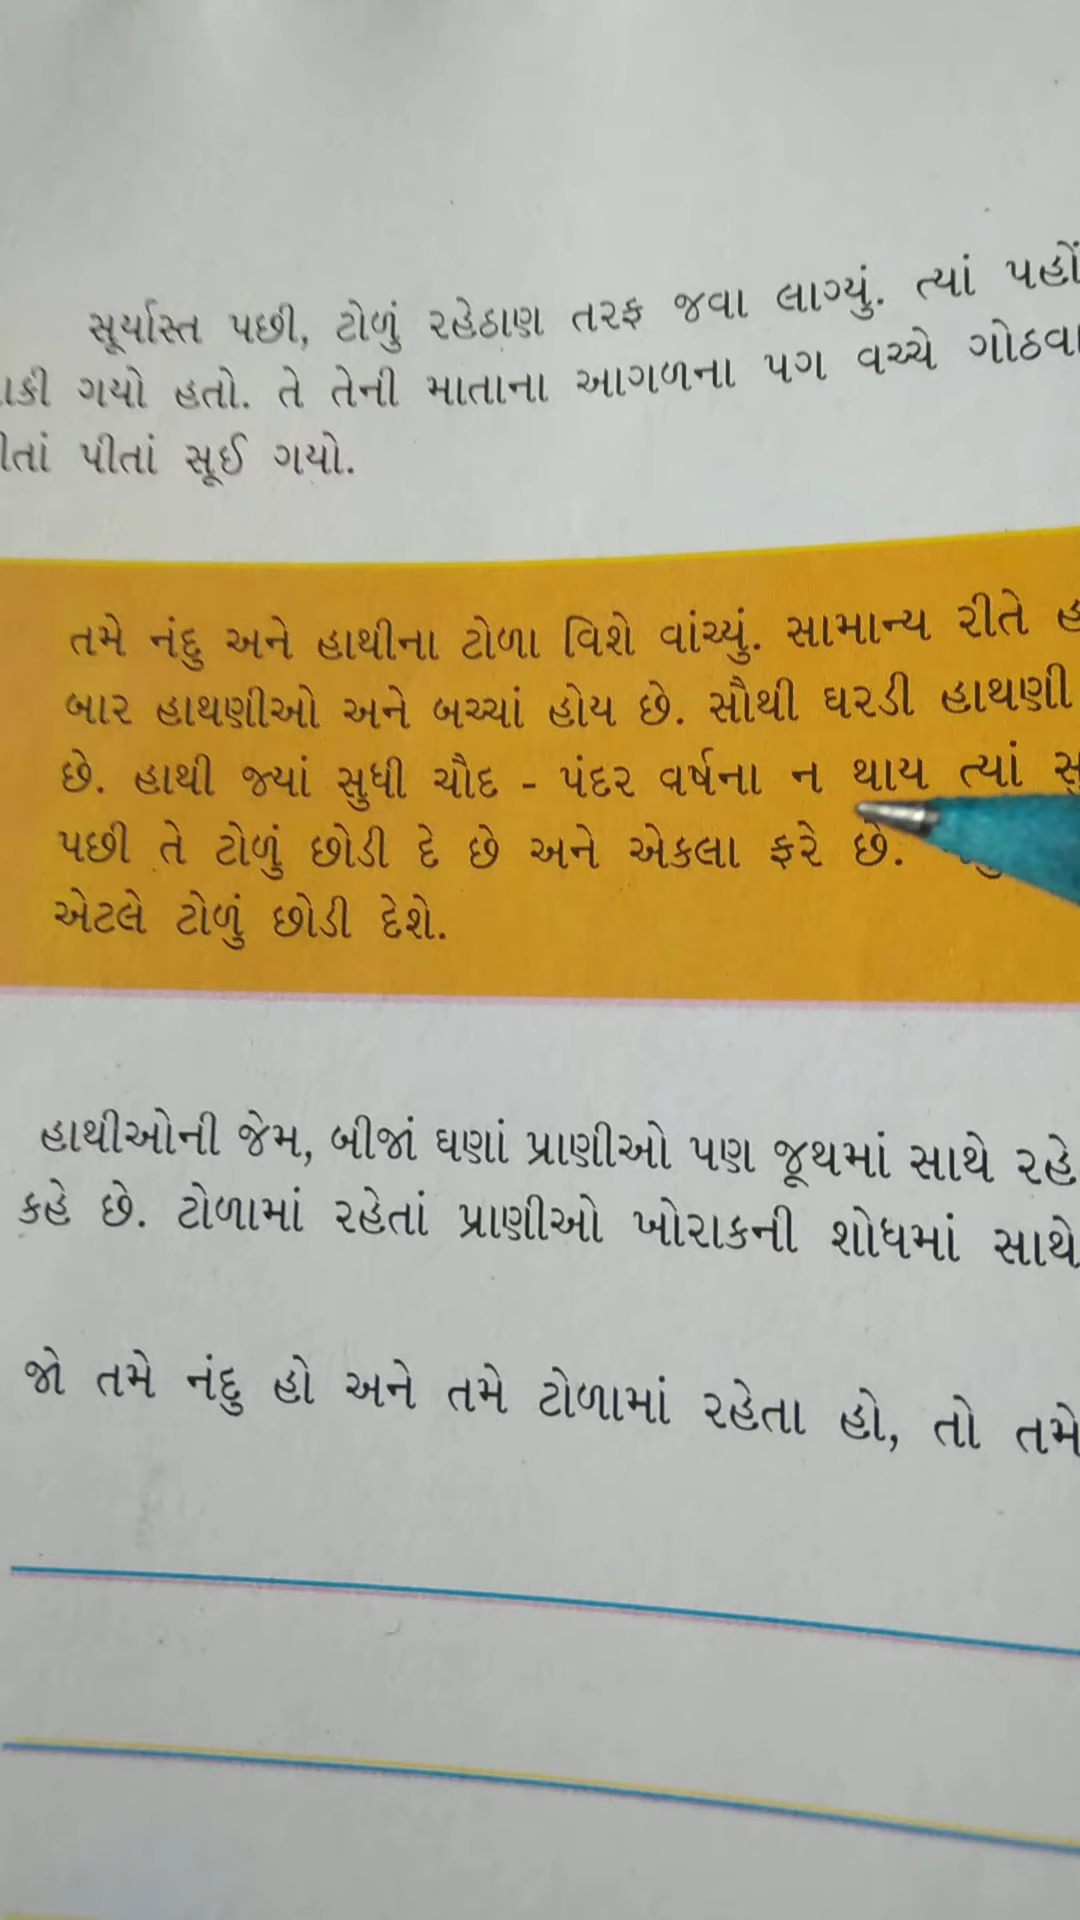 સૂર્યાસ્ત પછી, ટોળું રહેઠાણ તરફ જવા લાગ્યું. ત્યાં
ગયો હતો. તે તેની માતાના આગળના પગ વચ્ચે
પીતાં સૂઈ ગયો.
તમે નંદુ અને હાથીના ટોળા વિશે વાંચ્યું. સામાન્ય રીતે
બાર હાથણીઓ અને બચ્ચાં હોય છે. સૌથી ઘરડી હાથણી
છે. હાથી જ્યાં સુધી ચૌદ - પંદર વર્ષના ન થાય ત્યાં
પછી તે ટોળું છોડી દે છે અને એકલા ફરે છે.
એટલે ટોળું છોડી દેશે.
હાથીઓની જેમ, બીજાં ઘણાં પ્રાણીઓ પણ જૂથમાં સાથે રહે
કહે છે. ટોળામાં રહેતાં પ્રાણીઓ ખોરાકની શોધમાં સાથે
જો તમે નંદુ હો અને તમે ટોળામાં રહેતા હો, તો તમે